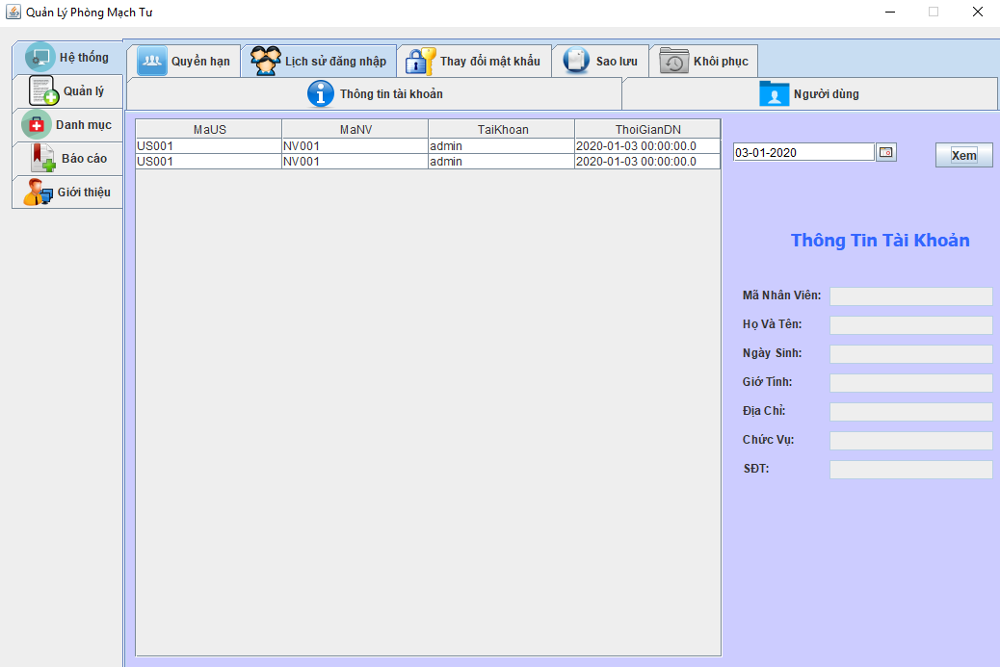 Quản Lý Phòng Mạch Tư
Hệ thống
Quản lý
Danh mục
Báo cáo
Giới thiệu
Quyền hạn
Lịch sử đăng nhập
Thay đổi mật khẩu
Sao lưu
Khôi phục
Thông tin tài khoản
Người dùng
MaUS MaNV TaiKhoan ThoiGianDN
US001 NV001 admin 2020-01-03 00:00:00.0
US001 NV001 admin 2020-01-03 00:00:00.0
03-01-2020
Xem
Thông Tin Tài Khoản
Mã Nhân Viên:
Họ Và Tên:
Ngày Sinh:
Giớ Tính:
Địa Chỉ:
Chức Vụ:
SĐT: